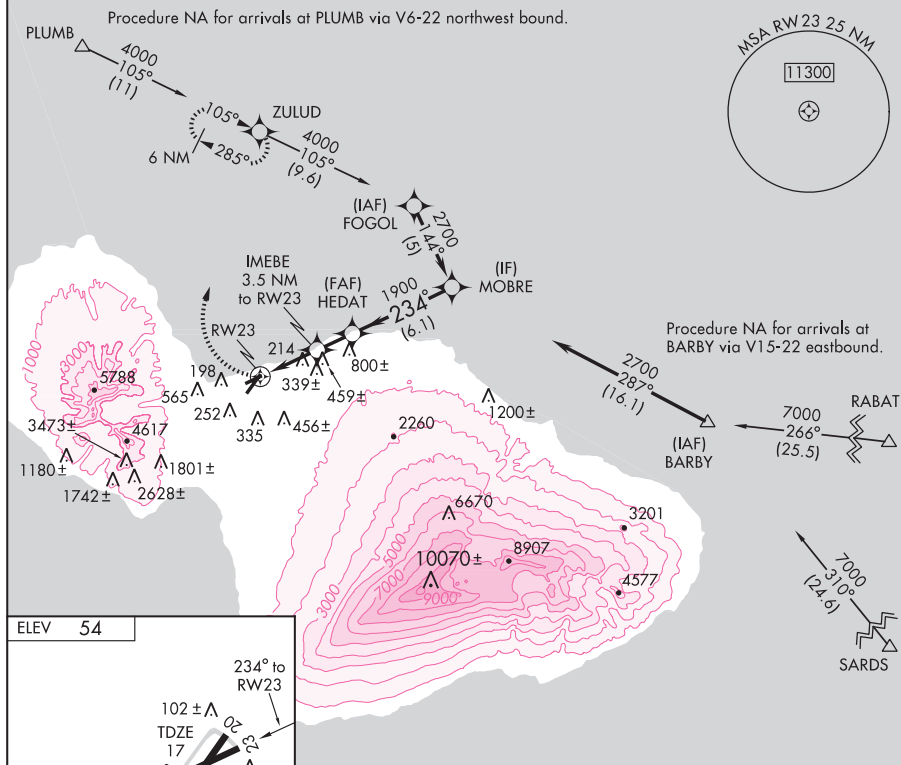 Procedure NA for arrivals at PLUMB via V6-22 northwest bound.
MSA RW23 25 NM
11300
PLUMB
4000
105°
(11)
105°
285°
6 NM
ZULUD
4000
105°
(9.6)
(IAF)
FOGOL
2700
144°
(5)
(IF)
MOBRE
IMEBE
3.5 NM
to RW23
(FAF)
HEDAT
1900
234°
(6.1)
RW23
Procedure NA for arrivals at
BARBY via V15-22 eastbound.
2700
287°
(16.1)
(IAF)
BARBY
7000
266°
(25.5)
RABAT
7000
310°
(24.6)
SARDS
214
339±
459±
800±
1200±
198
565
252
335
456±
1000
3000
5788
4617
3473±
1180±
1742±
2628±
1801±
2260
6670
10070±
8907
3201
4577
3000
5000
7000
9000
ELEV 54
234° to
RW23
102±
TDZE
17
20
23